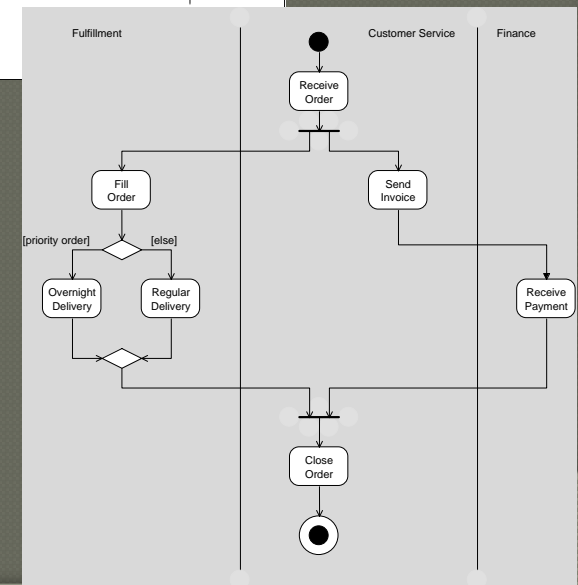 Fulfillment
Customer Service
Finance
Receive
Order
Fill
Order
Send
Invoice
[priority order]
[else]
Overnight
Delivery
Regular
Delivery
Receive
Payment
Close
Order